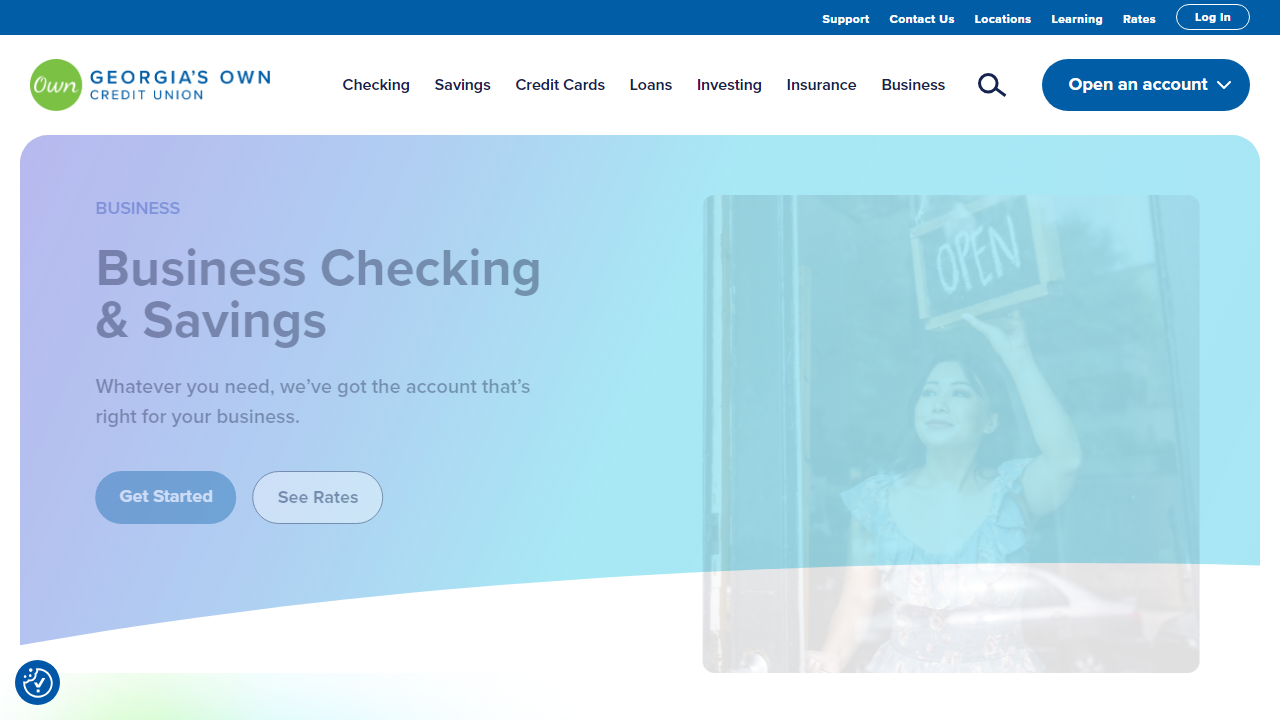 Support Contact Us Locations Learning Rates Log In
Own GEORGIA'S OWN
CREDIT UNION
Checking Savings Credit Cards Loans Investing Insurance Business Open an account
BUSINESS
Business Checking
& Savings
Whatever you need, we've got the account that's
right for your business.
Get Started See Rates
OPEN